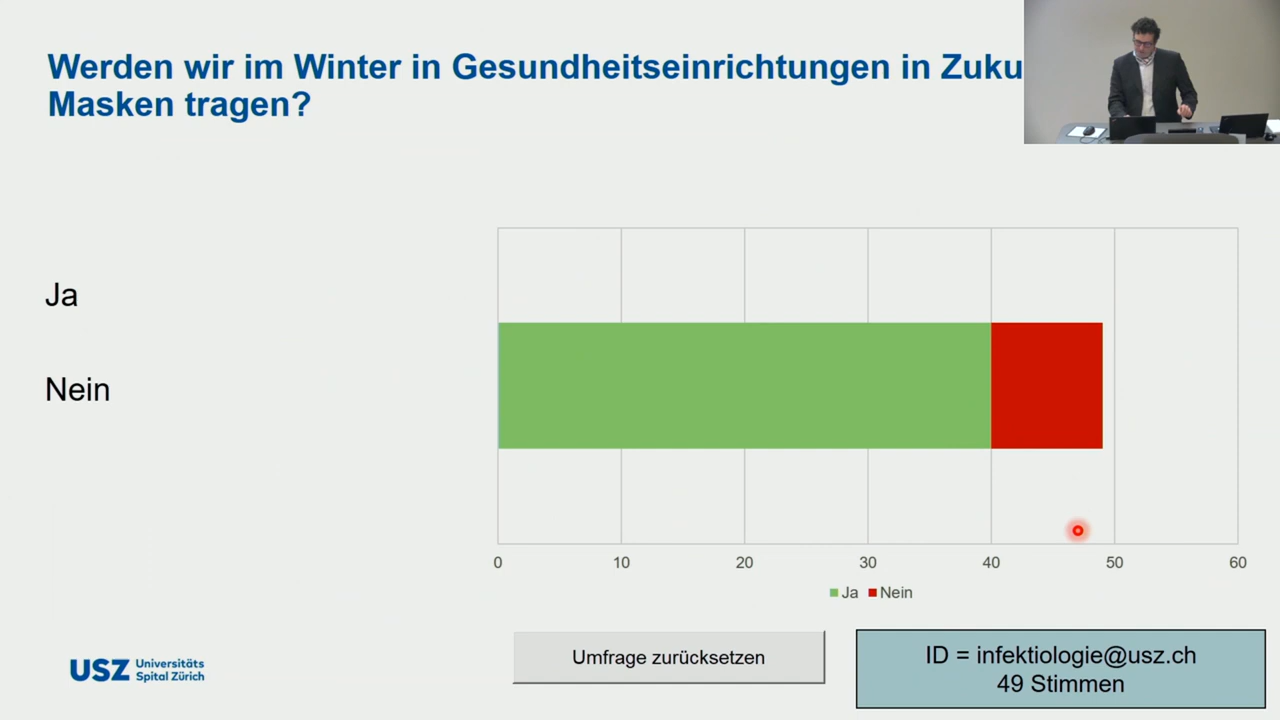 Werden wir im Winter in Gesundheitseinrichtungen in Zuku
Masken tragen?
Ja
Nein
0 10 20 30 40 50 60
Ja Nein
Umfrage zurücksetzen
ID = infektiologie@usz.ch
49 Stimmen
USZ Universitäts
Spital Zürich